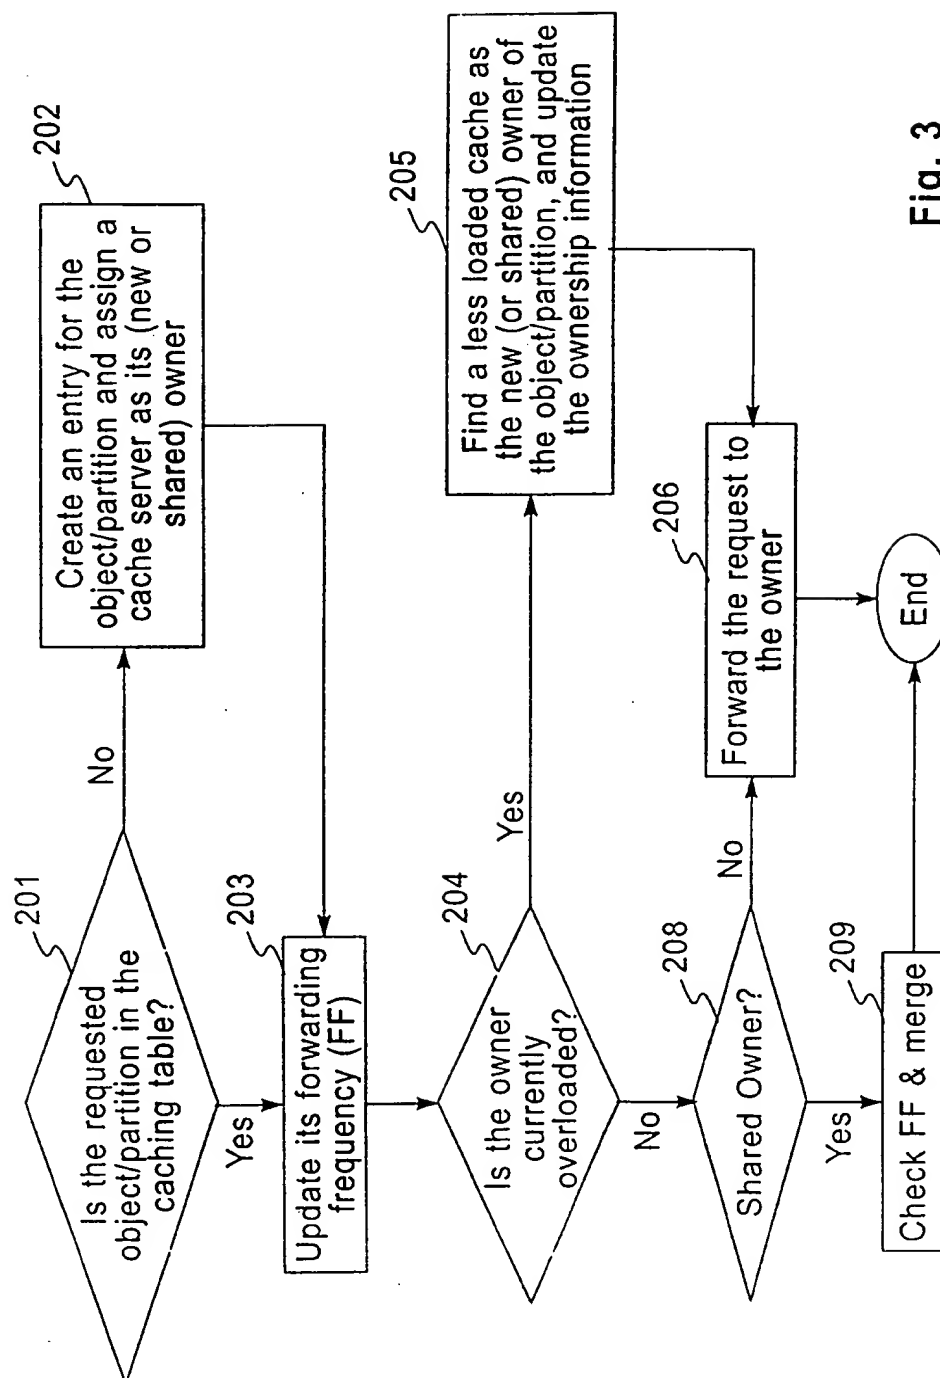 201
Is the requested
object/partition in the
caching table?
No
Yes
202
Create an entry for the
object/partition and assign a
cache server as its (new or
shared) owner
203
Update its forwarding
frequency (FF)
204
Is the owner
currently
overloaded?
Yes
No
205
Find a less loaded cache as
the new (or shared) owner of
the object/partition, and update
the ownership information
208
Shared Owner?
No
Yes
206
Forward the request to
the owner
209
Check FF & merge
End
Fig. 3